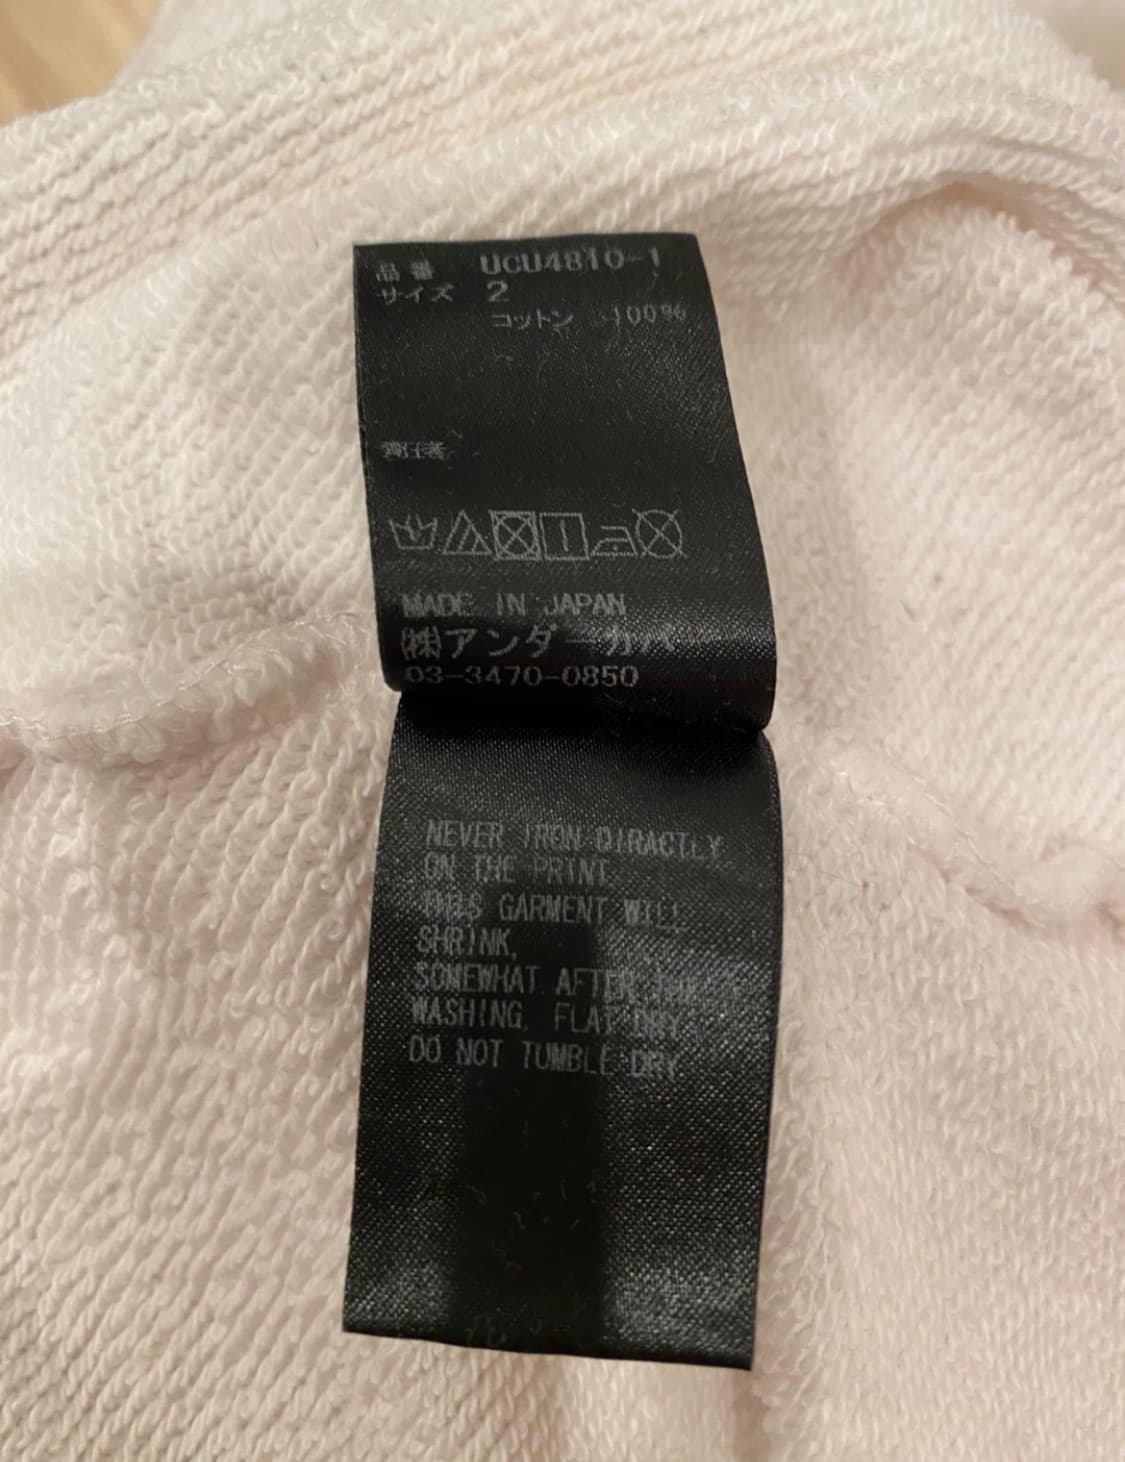 品番 UCU4810-1
サイズ 2
コットン 100%
MADE IN JAPAN
(株)アンダーカバー
03-3470-0850
NEVER IRON DIRACTLY
ON THE PRINT.
THIS GARMENT WILL
SHRINK,
SOMEWHAT AFTER
WASHING, FLAT DRY
DO NOT TUMBLE DRY